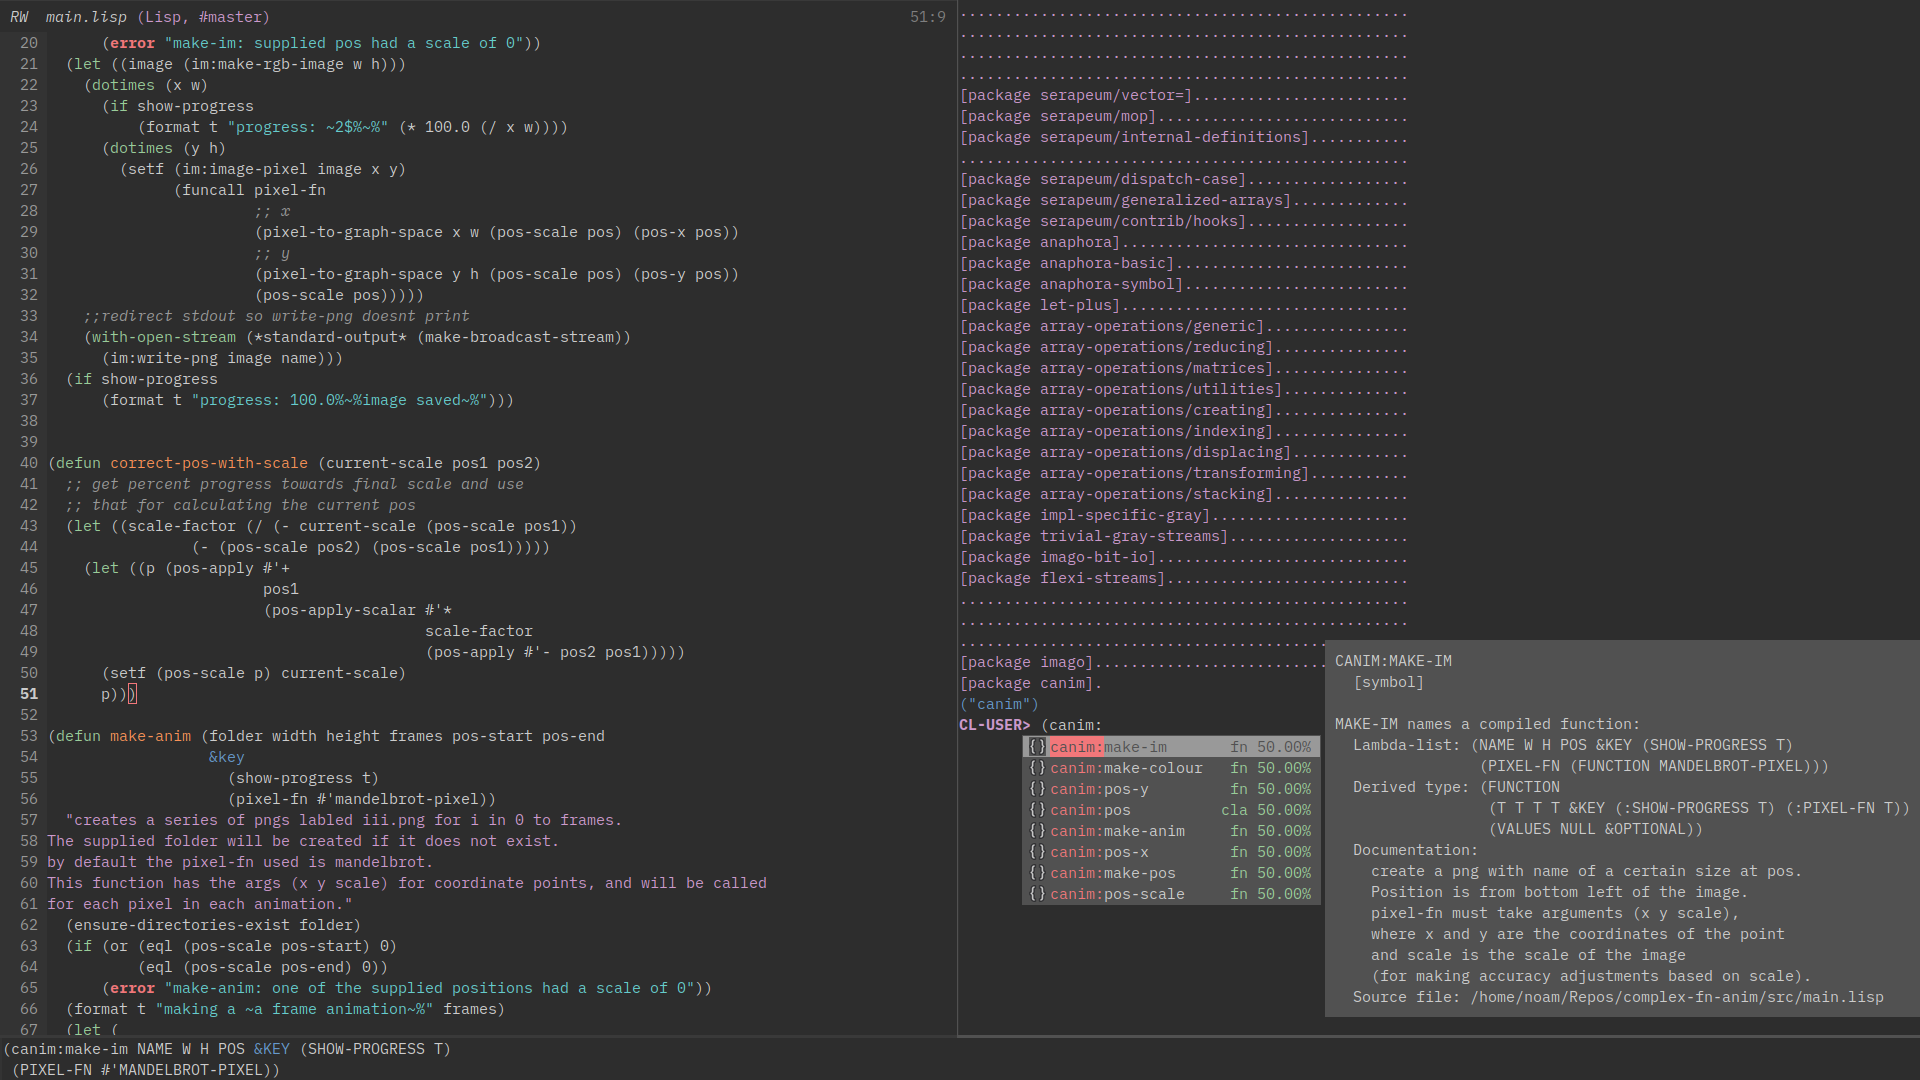 RW  main.lisp (Lisp, #master)  51:9
20       (error "make-im: supplied pos had a scale of 0"))
21   (let ((image (im:make-rgb-image w h)))
22     (dotimes (x w)
23       (if show-progress
24           (format t "progress: ~2$%~%" (* 100.0 (/ x w))))
25       (dotimes (y h)
26         (setf (im:image-pixel image x y)
27               (funcall pixel-fn
28                        ;; x
29                        (pixel-to-graph-space x w (pos-scale pos) (pos-x pos))
30                        ;; y
31                        (pixel-to-graph-space y h (pos-scale pos) (pos-y pos))
32                        (pos-scale pos)))))
33     ;;redirect stdout so write-png doesnt print
34     (with-open-stream (*standard-output* (make-broadcast-stream))
35       (im:write-png image name)))
36   (if show-progress
37       (format t "progress: 100.0%~%image saved~%")))
38
39
40 (defun correct-pos-with-scale (current-scale pos1 pos2)
41   ;; get percent progress towards final scale and use
42   ;; that for calculating the current pos
43   (let ((scale-factor (/ (- current-scale (pos-scale pos1))
44                 (- (pos-scale pos2) (pos-scale pos1)))))
45     (let ((p (pos-apply #'+
46                         pos1
47                         (pos-apply-scalar #'*
48                                           scale-factor
49                                           (pos-apply #'- pos2 pos1)))))
50       (setf (pos-scale p) current-scale)
51       p)))
52
53 (defun make-anim (folder width height frames pos-start pos-end
54                   &key
55                     (show-progress t)
56                     (pixel-fn #'mandelbrot-pixel))
57   "creates a series of pngs labled iii.png for i in 0 to frames.
58 The supplied folder will be created if it does not exist.
59 by default the pixel-fn used is mandelbrot.
60 This function has the args (x y scale) for coordinate points, and will be called
61 for each pixel in each animation."
62   (ensure-directories-exist folder)
63   (if (or (eql (pos-scale pos-start) 0)
64           (eql (pos-scale pos-end) 0))
65       (error "make-anim: one of the supplied positions had a scale of 0"))
66   (format t "making a ~a frame animation~%" frames)
67   (let (
..................................................
..................................................
..................................................
..................................................
[package serapeum/vector=]........................
[package serapeum/mop]............................
[package serapeum/internal-definitions]...........
..................................................
[package serapeum/dispatch-case]..................
[package serapeum/generalized-arrays].............
[package serapeum/contrib/hooks]..................
[package anaphora]................................
[package anaphora-basic]..........................
[package anaphora-symbol].........................
[package let-plus]................................
[package array-operations/generic]................
[package array-operations/reducing]...............
[package array-operations/matrices]...............
[package array-operations/utilities]..............
[package array-operations/creating]...............
[package array-operations/indexing]...............
[package array-operations/displacing].............
[package array-operations/transforming]...........
[package array-operations/stacking]...............
[package impl-specific-gray]......................
[package trivial-gray-streams]....................
[package imago-bit-io]............................
[package flexi-streams]...........................
..................................................
..................................................
.........................................
[package imago]..........................
[package canim].
("canim")
CL-USER> (canim:
{} canim:make-im       fn 50.00%
{} canim:make-colour   fn 50.00%
{} canim:pos-y         fn 50.00%
{} canim:pos          cla 50.00%
{} canim:make-anim     fn 50.00%
{} canim:pos-x         fn 50.00%
{} canim:make-pos      fn 50.00%
{} canim:pos-scale     fn 50.00%
CANIM:MAKE-IM
  [symbol]

MAKE-IM names a compiled function:
  Lambda-list: (NAME W H POS &KEY (SHOW-PROGRESS T)
                (PIXEL-FN (FUNCTION MANDELBROT-PIXEL)))
  Derived type: (FUNCTION
                 (T T T T &KEY (:SHOW-PROGRESS T) (:PIXEL-FN T))
                 (VALUES NULL &OPTIONAL))
  Documentation:
    create a png with name of a certain size at pos.
    Position is from bottom left of the image.
    pixel-fn must take arguments (x y scale),
    where x and y are the coordinates of the point
    and scale is the scale of the image
    (for making accuracy adjustments based on scale).
  Source file: /home/noam/Repos/complex-fn-anim/src/main.lisp
(canim:make-im NAME W H POS &KEY (SHOW-PROGRESS T)
 (PIXEL-FN #'MANDELBROT-PIXEL))